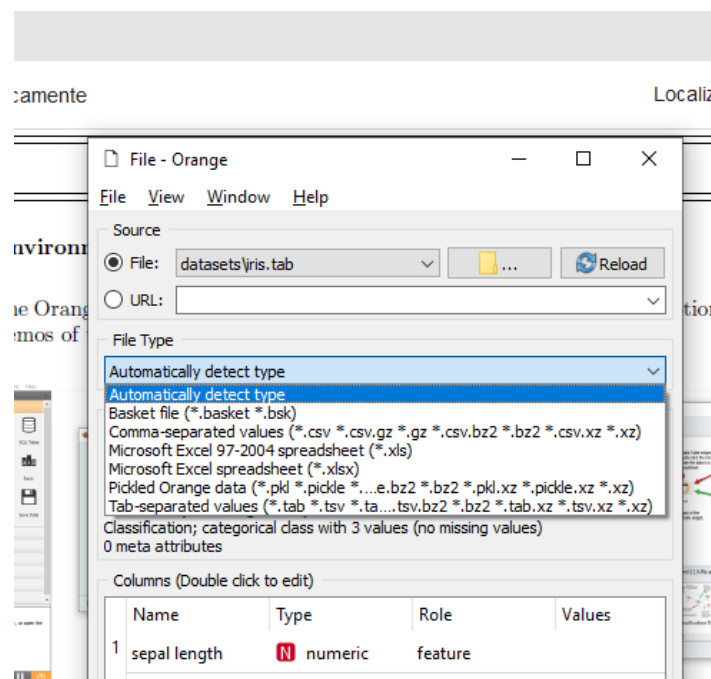 camente
Localiz
File - Orange
File View Window Help
Source
File: datasets\iris.tab ... Reload
nvironm
URL:
ne Orang
tion
emos of
File Type
Automatically detect type
Automatically detect type
Basket file (*.basket *.bsk)
Comma-separated values (*.csv *.csv.gz *.gz *.csv.bz2 *.bz2 *.csv.xz *.xz)
Microsoft Excel 97-2004 spreadsheet (*.xls)
Microsoft Excel spreadsheet (*.xlsx)
Pickled Orange data (*.pkl *.pickle *....e.bz2 *.bz2 *.pkl.xz *.pickle.xz *.xz)
Tab-separated values (*.tab *.tsv *.ta....tsv.bz2 *.bz2 *.tab.xz *.tsv.xz *.xz)
Classification; categorical class with 3 values (no missing values)
0 meta attributes
Columns (Double click to edit)
Name Type Role Values
1 sepal length N numeric feature